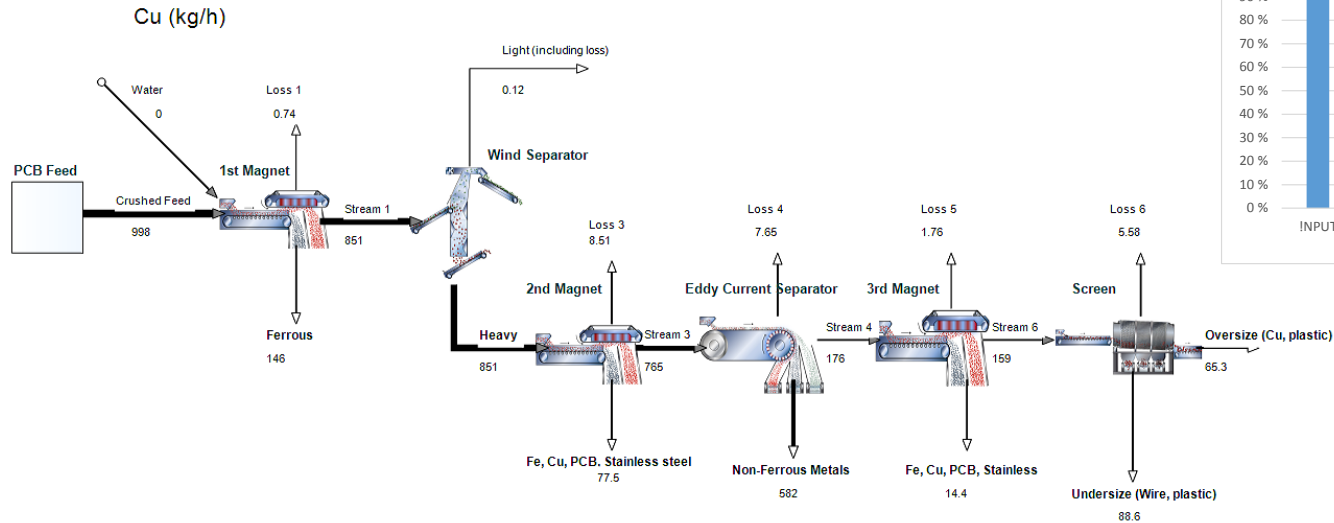 Cu (kg/h)
80 %
70 %
60 %
50 %
40 %
30 %
20 %
10 %
0 %
!NPUT
Light (including loss)
0.12
Water
0
Loss 1
0.74
Wind Separator
PCB Feed
1st Magnet
Crushed Feed
998
Stream 1
851
Loss 3
8.51
Loss 4
7.65
Loss 5
1.76
Loss 6
5.58
2nd Magnet
Eddy Current Separator
3rd Magnet
Screen
Ferrous
146
Heavy
851
Stream 3
765
Stream 4
176
Stream 6
159
Oversize (Cu, plastic)
65.3
Fe, Cu, PCB. Stainless steel
77.5
Non-Ferrous Metals
582
Fe, Cu, PCB, Stainless
14.4
Undersize (Wire, plastic)
88.6